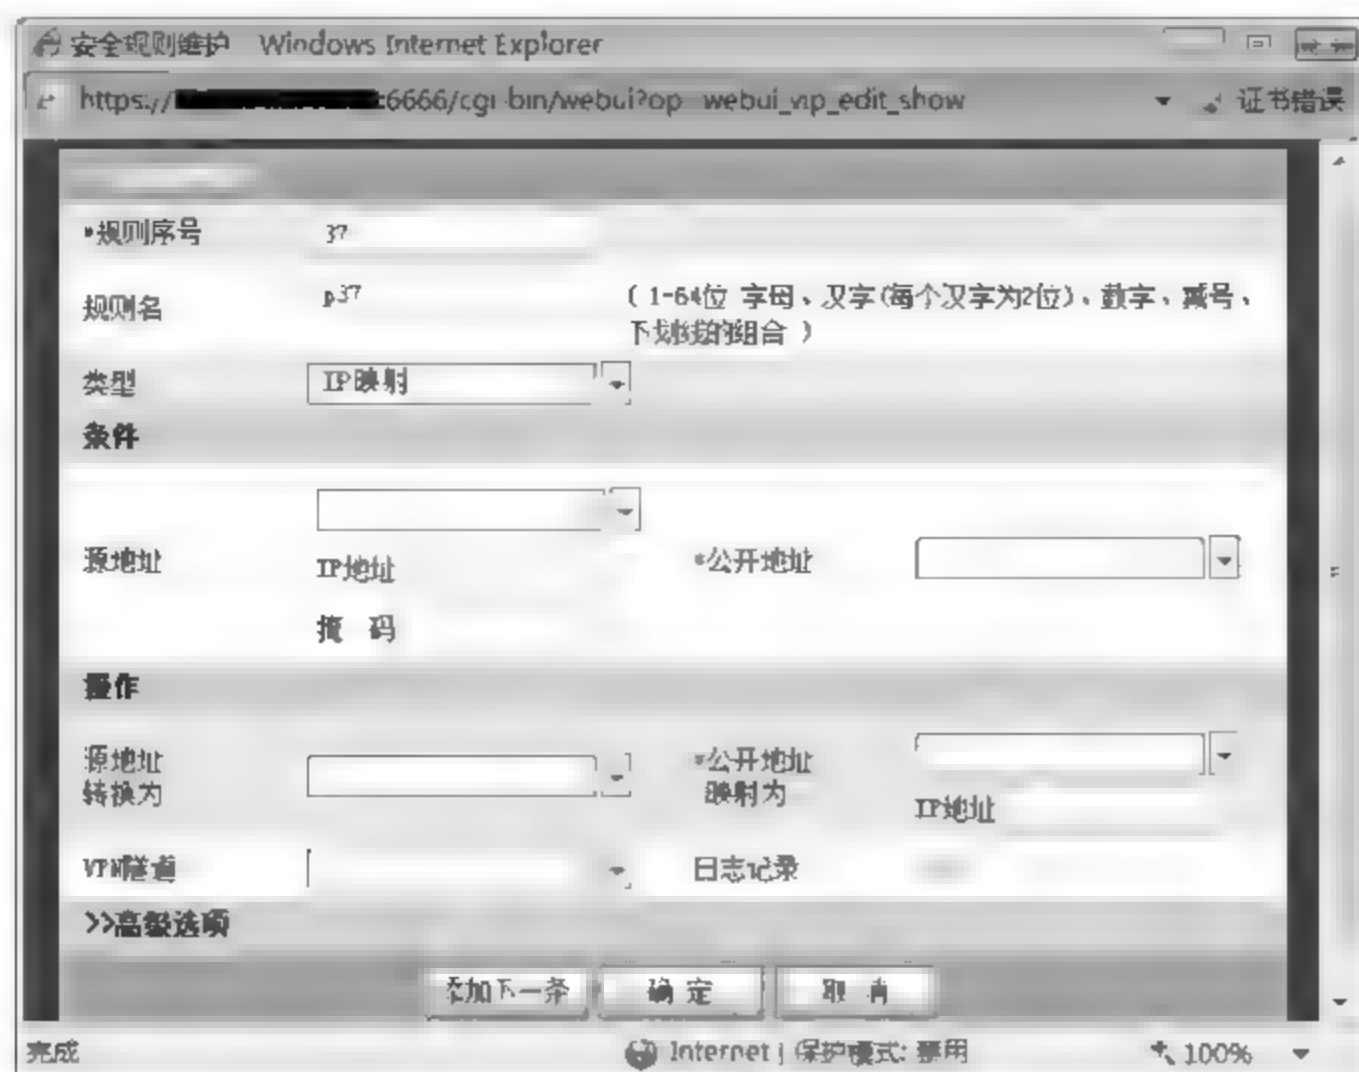 安全规则维护 Windows Internet Explorer
https:// 6666/cgi-bin/webui?op webui_vip_edit_show 证书错误
*规则序号 37
规则名 p37 (1-64位 字母、汉字(每个汉字为2位)、数字、减号、
下划线的组合)
类型 IP映射
条件
源地址 IP地址 *公开地址
掩 码
操作
源地址 *公开地址
转换为 映射为
IP地址
VPN隧道 日志记录
>>高级选项
添加下一条 确 定 取 消
完成 Internet | 保护模式: 禁用 100%